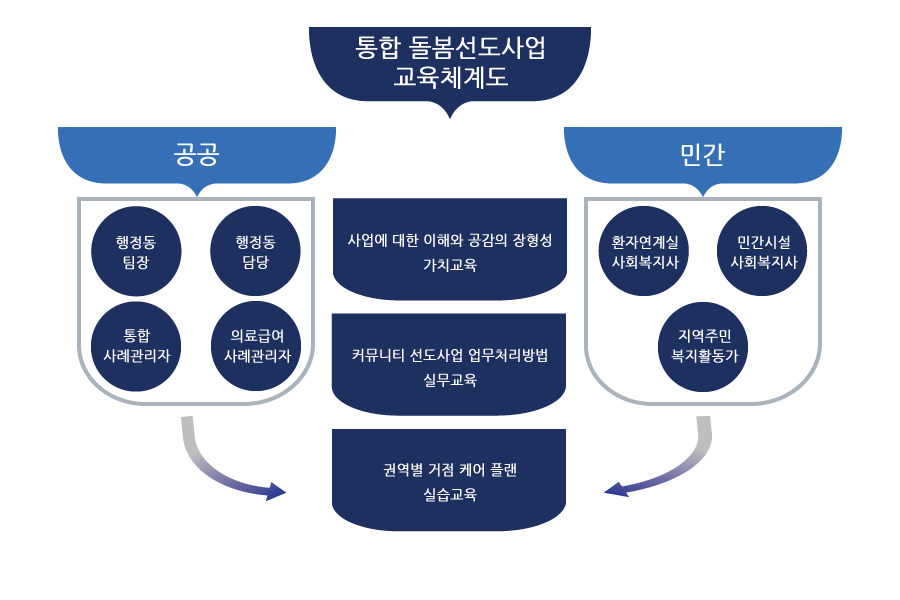 통합 돌봄선도사업
교육체계도
공공
행정동
팀장
행정동
담당
통합
사례관리자
의료급여
사례관리자
사업에 대한 이해와 공감의 장형성
가치교육
커뮤니티 선도사업 업무처리방법
실무교육
권역별 거점 케어 플랜
실습교육
민간
환자연계실
사회복지사
민간시설
사회복지사
지역주민
복지활동가